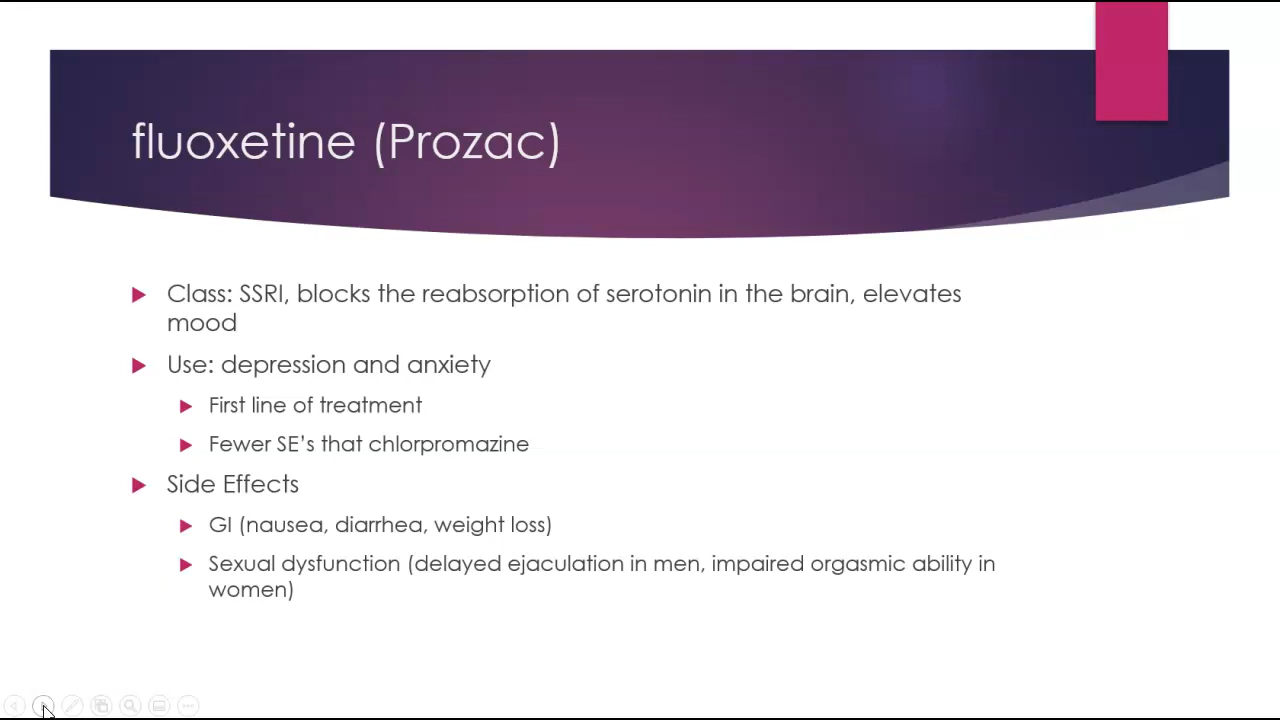 fluoxetine (Prozac)
Class: SSRI, blocks the reabsorption of serotonin in the brain, elevates
mood
Use: depression and anxiety
First line of treatment
Fewer SE’s that chlorpromazine
Side Effects
GI (nausea, diarrhea, weight loss)
Sexual dysfunction (delayed ejaculation in men, impaired orgasmic ability in
women)